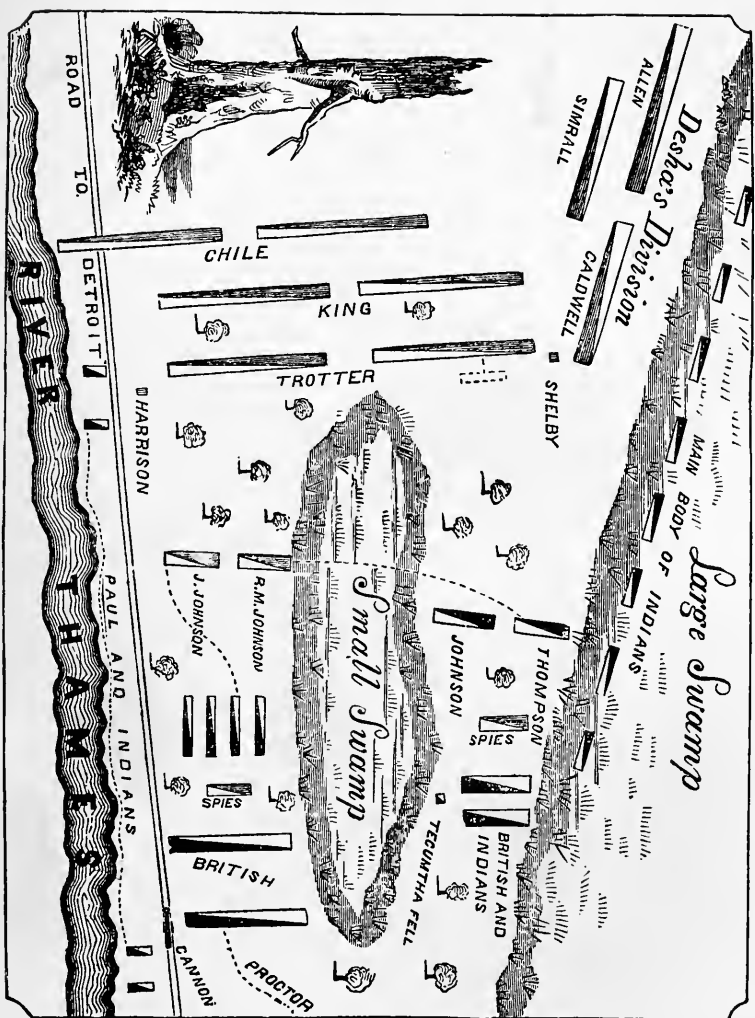 ALLEN
SIMRALL
Desha's Division
CALDWELL
SHELBY
Large Swamp
MAIN BODY OF INDIANS
ROAD TO.
DETROIT
CHILE
KING
TROTTER
HARRISON
J. JOHNSON
R.M. JOHNSON
Small Swamp
JOHNSON
THOMPSON
SPIES
BRITISH AND
INDIANS
TECUMTHA FELL
SPIES
BRITISH
PROCTOR
CANNON
PAUL AND INDIANS
RIVER THAMES